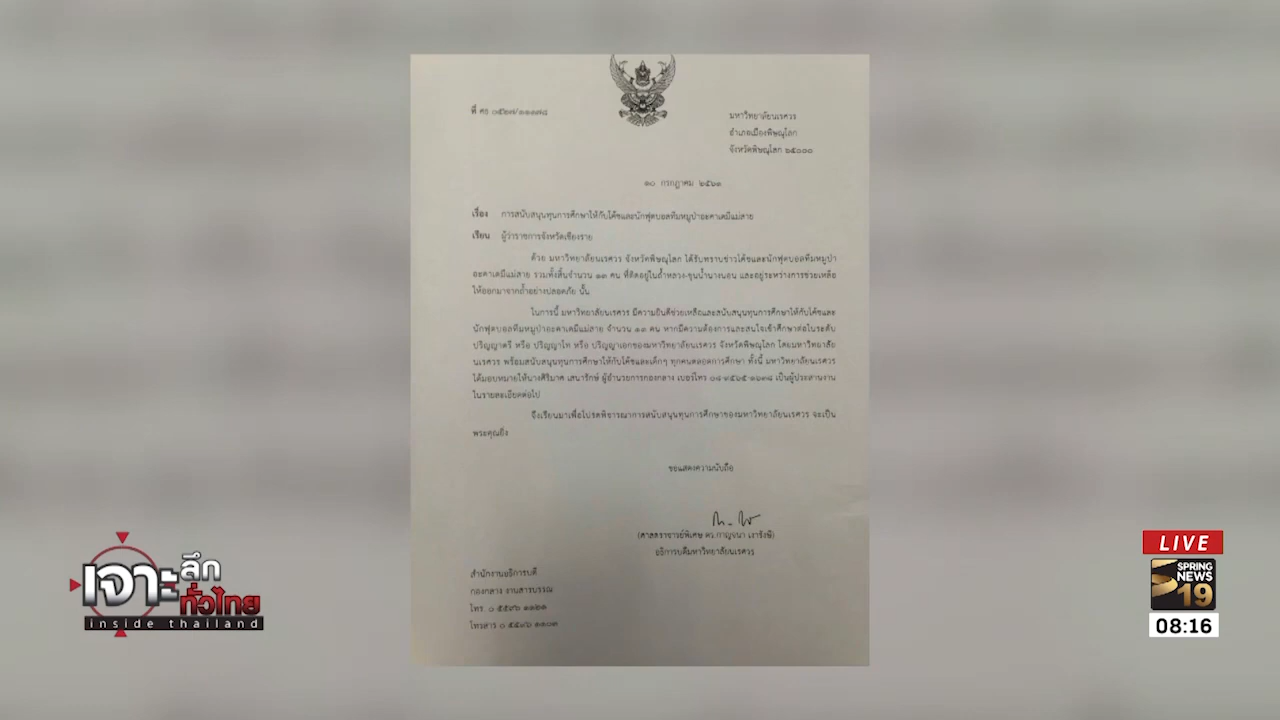 ที่ ศธ ๐๕๒๗/๑๑๑๗๘
มหาวิทยาลัยนเรศวร
อำเภอเมืองพิษณุโลก
จังหวัดพิษณุโลก ๖๕๐๐๐
๑๐ กรกฎาคม ๒๕๖๑
เรื่อง การสนับสนุนทุนการศึกษาให้กับโค้ชและนักฟุตบอลทีมหมูป่าอะคาเดมีแม่สาย
เรียน ผู้ว่าราชการจังหวัดเชียงราย
ด้วย มหาวิทยาลัยนเรศวร จังหวัดพิษณุโลก ได้รับทราบข่าวโค้ชและนักฟุตบอลทีมหมูป่า
อะคาเดมีแม่สาย รวมทั้งสิ้นจำนวน ๑๓ คน ที่ติดอยู่ในถ้ำหลวง-ขุนน้ำนางนอน และอยู่ระหว่างการช่วยเหลือ
ให้ออกมาจากถ้ำอย่างปลอดภัย นั้น
ในการนี้ มหาวิทยาลัยนเรศวร มีความยินดีช่วยเหลือและสนับสนุนทุนการศึกษาให้กับโค้ชและ
นักฟุตบอลทีมหมูป่าอะคาเดมีแม่สาย จำนวน ๑๓ คน หากมีความต้องการและสนใจเข้าศึกษาต่อในระดับ
ปริญญาตรี หรือ ปริญญาโท หรือ ปริญญาเอกของมหาวิทยาลัยนเรศวร จังหวัดพิษณุโลก โดยมหาวิทยาลัย
นเรศวร พร้อมสนับสนุนทุนการศึกษาให้กับโค้ชและเด็กๆ ทุกคนตลอดการศึกษา ทั้งนี้ มหาวิทยาลัยนเรศวร
ได้มอบหมายให้นางศิริมาศ เสนารักษ์ ผู้อำนวยการกองกลาง เบอร์โทร เป็นผู้ประสานงาน
ในรายละเอียดต่อไป
จึงเรียนมาเพื่อโปรดพิจารณาการสนับสนุนทุนการศึกษาของมหาวิทยาลัยนเรศวร จะเป็น
พระคุณยิ่ง
ขอแสดงความนับถือ
(ศาสตราจารย์พิเศษ ดร.กาญจนา เงารังษี)
อธิการบดีมหาวิทยาลัยนเรศวร
สำนักงานอธิการบดี
กองกลาง งานสารบรรณ
โทร. ๐ ๕๕๙๖ ๑๑๒๑
โทรสาร ๐ ๕๕๙๖ ๑๑๐๓
เจาะลึก
ทั่วไทย
inside thailand
LIVE
SPRING
NEWS
19
08:16